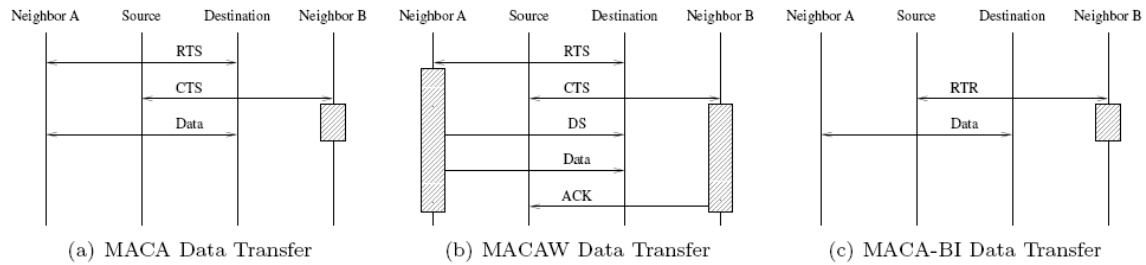 Neighbor A Source Destination Neighbor B
RTS
CTS
Data
(a) MACA Data Transfer
Neighbor A Source Destination Neighbor B
RTS
CTS
DS
Data
ACK
(b) MACAW Data Transfer
Neighbor A Source Destination Neighbor B
RTR
Data
(c) MACA-BI Data Transfer